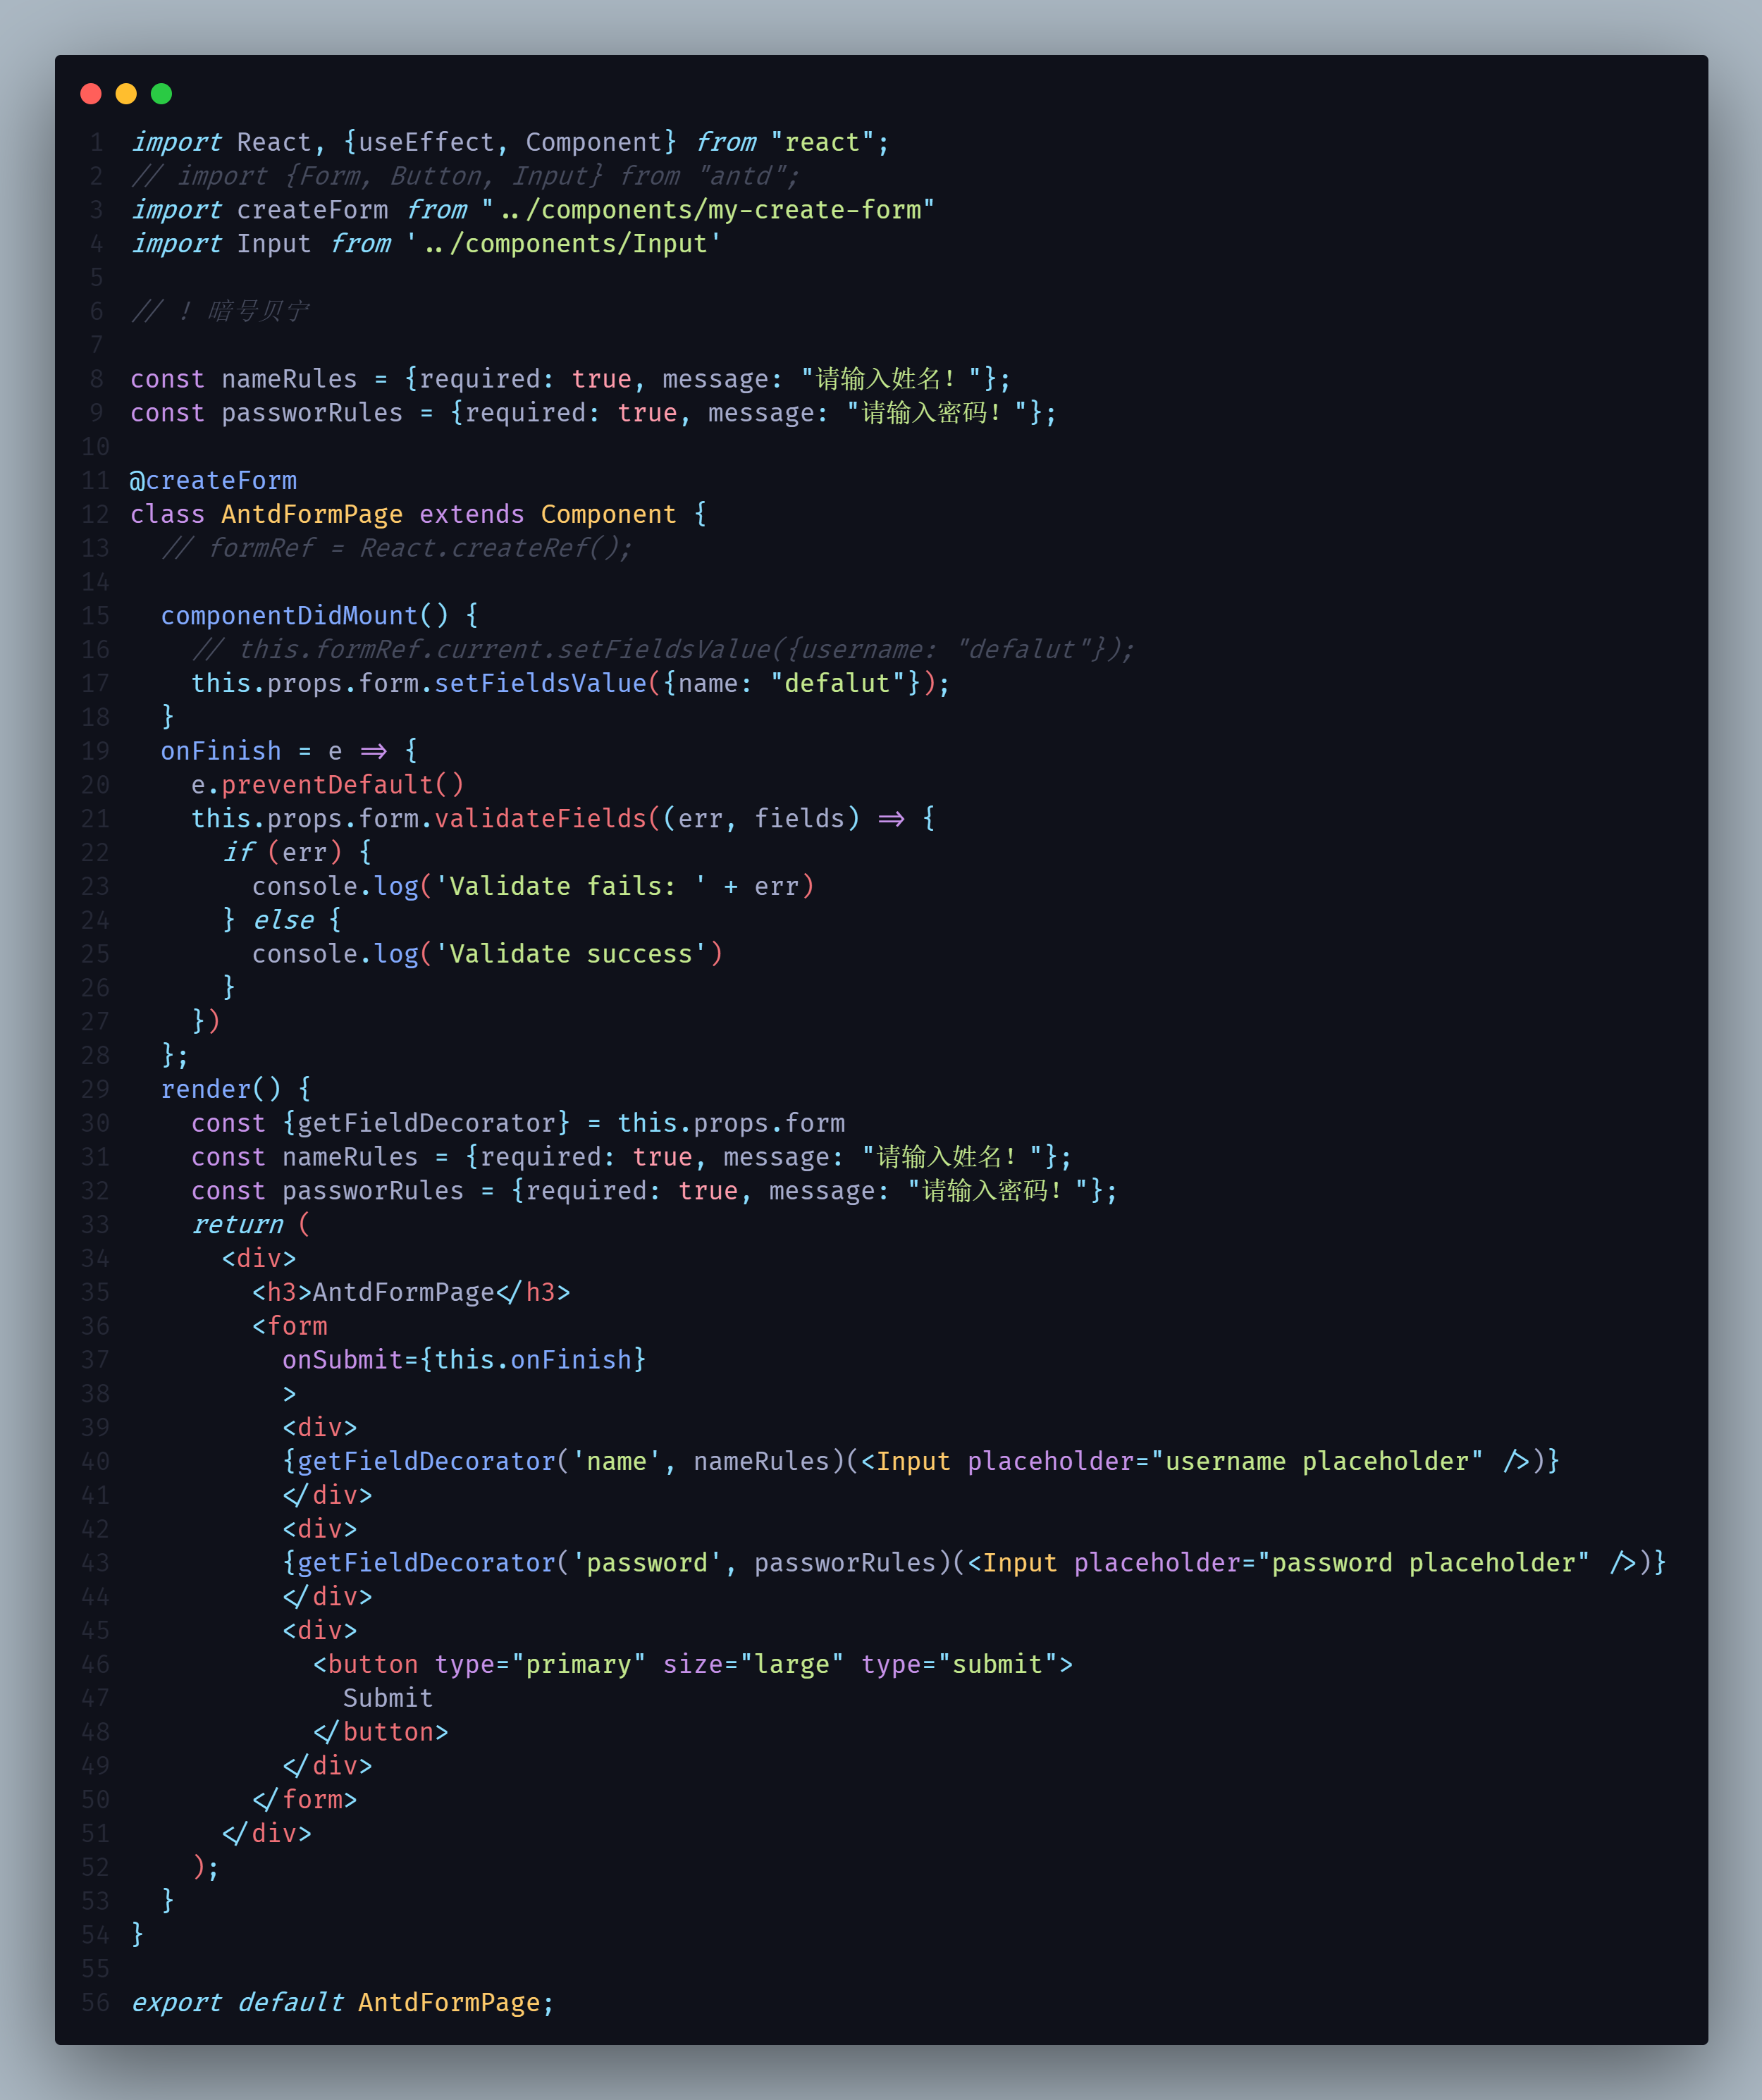 1 import React, {useEffect, Component} from "react";
2 // import {Form, Button, Input} from "antd";
3 import createForm from "../components/my-create-form"
4 import Input from '../components/Input'
5
6 // ! 暗号贝宁
7
8 const nameRules = {required: true, message: "请输入姓名！"};
9 const passworRules = {required: true, message: "请输入密码！"};
10
11 @createForm
12 class AntdFormPage extends Component {
13   // formRef = React.createRef();
14
15   componentDidMount() {
16     // this.formRef.current.setFieldsValue({username: "defalut"});
17     this.props.form.setFieldsValue({name: "defalut"});
18   }
19   onFinish = e => {
20     e.preventDefault()
21     this.props.form.validateFields((err, fields) => {
22       if (err) {
23         console.log('Validate fails: ' + err)
24       } else {
25         console.log('Validate success')
26       }
27     })
28   };
29   render() {
30     const {getFieldDecorator} = this.props.form
31     const nameRules = {required: true, message: "请输入姓名！"};
32     const passworRules = {required: true, message: "请输入密码！"};
33     return (
34       <div>
35         <h3>AntdFormPage</h3>
36         <form
37           onSubmit={this.onFinish}
38           >
39           <div>
40           {getFieldDecorator('name', nameRules)(<Input placeholder="username placeholder" />)}
41           </div>
42           <div>
43           {getFieldDecorator('password', passworRules)(<Input placeholder="password placeholder" />)}
44           </div>
45           <div>
46             <button type="primary" size="large" type="submit">
47               Submit
48             </button>
49           </div>
50         </form>
51       </div>
52     );
53   }
54 }
55
56 export default AntdFormPage;